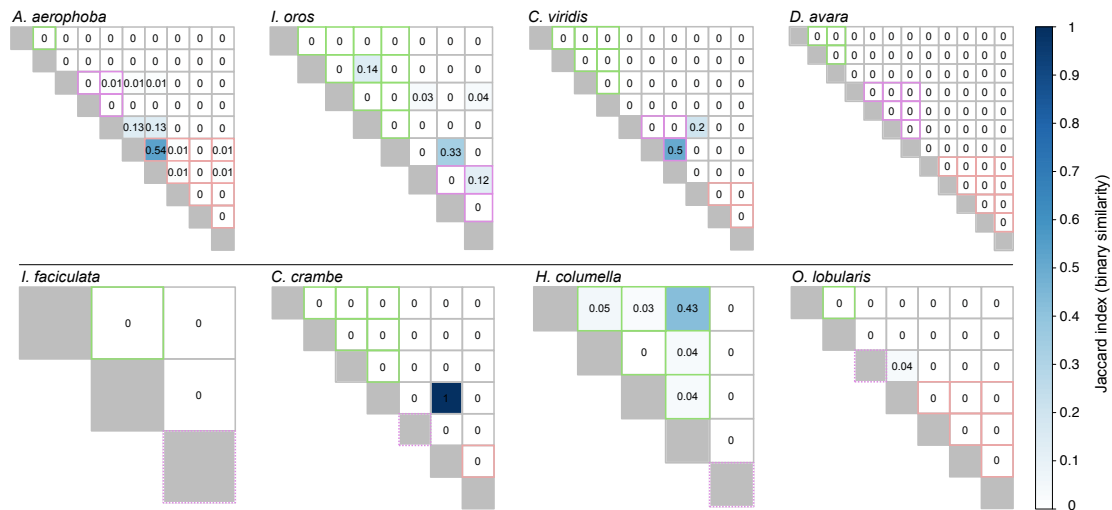 A. aerophoba
0 0 0 0 0 0 0 0 0
0 0 0 0 0 0 0 0
0 0.01 0.01 0.01 0 0 0
0 0 0 0 0 0
0.13 0.13 0 0 0
0.54 0.01 0 0.01
0.01 0 0.01
0 0
0
I. oros
0 0 0 0 0 0 0
0 0.14 0 0 0 0
0 0 0.03 0 0.04
0 0 0 0
0 0.33 0
0 0.12
0
C. viridis
0 0 0 0 0 0 0 0 0
0 0 0 0 0 0 0 0
0 0 0 0 0 0 0
0 0 0 0 0 0
0 0 0.2 0 0
0.5 0 0 0
0 0 0
0 0
0
D. avara
0 0 0 0 0 0 0 0 0 0 0
0 0 0 0 0 0 0 0 0 0
0 0 0 0 0 0 0 0 0
0 0 0 0 0 0 0 0
0 0 0 0 0 0 0
0 0 0 0 0 0
0 0 0 0 0
0 0 0 0
0 0 0
0 0
0
I. faciculata
0 0
0
C. crambe
0 0 0 0 0 0
0 0 0 0 0
0 0 0 0
0 1 0
0 0
0
H. columella
0.05 0.03 0.43 0
0 0.04 0
0.04 0
0
O. lobularis
0 0 0 0 0 0
0 0 0 0 0
0.04 0 0 0
0 0 0
0 0
0
1
0.9
0.8
0.7
0.6
0.5
0.4
0.3
0.2
0.1
0
Jaccard index (binary similarity)